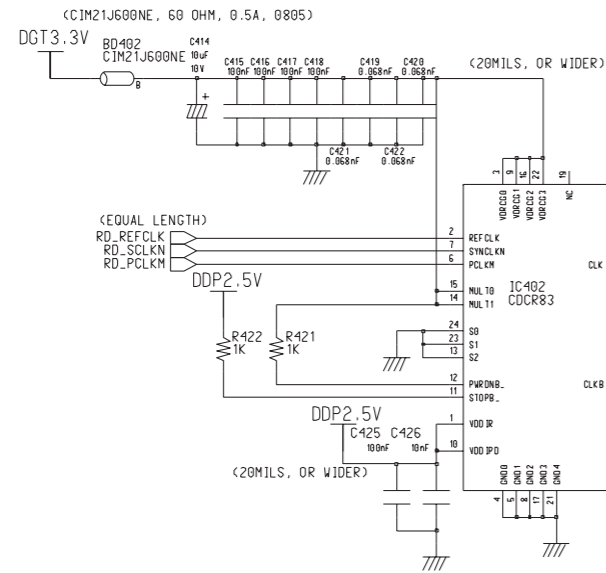 (CIM21J600NE, 60 OHM, 0.5A, 0805)
DGT3.3V
BD402
CIM21J600NE
B
C414
10uF
10V
+
C415 C416 C417 C418
100nF 100nF 100nF 100nF
C419 C420
0.068nF 0.068nF
C421 C422
0.068nF 0.068nF
(20MILS, OR WIDER)
3 9 16 22 19
VDRCG0 VDRCG1 VDRCG2 VDRCG3 NC
(EQUAL LENGTH)
RD_REFCLK 2 REFCLK
RD_SCLKN 7 SYNCLKN
RD_PCLKM 6 PCLKM
CLK
DDP2.5V
15 MULT0
14 MULT1
IC402
CDCR83
R422
1K
R421
1K
24 S0
23 S1
13 S2
12 PWRDNB_
11 STOPB_
CLKB
DDP2.5V
1 VDDIR
C425 C426
100nF 10nF
10 VDDIPD
(20MILS, OR WIDER)
GND0 GND1 GND2 GND3 GND4
4 5 8 17 21